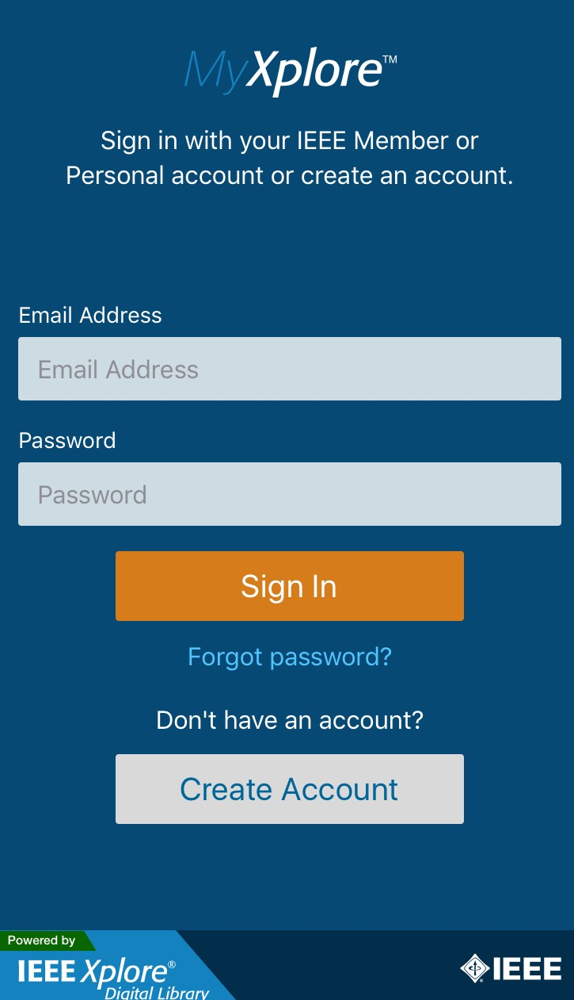 MyXplore™
Sign in with your IEEE Member or
Personal account or create an account.
Email Address
Email Address
Password
Password
Sign In
Forgot password?
Don't have an account?
Create Account
Powered by
IEEE Xplore®
Digital Library
IEEE